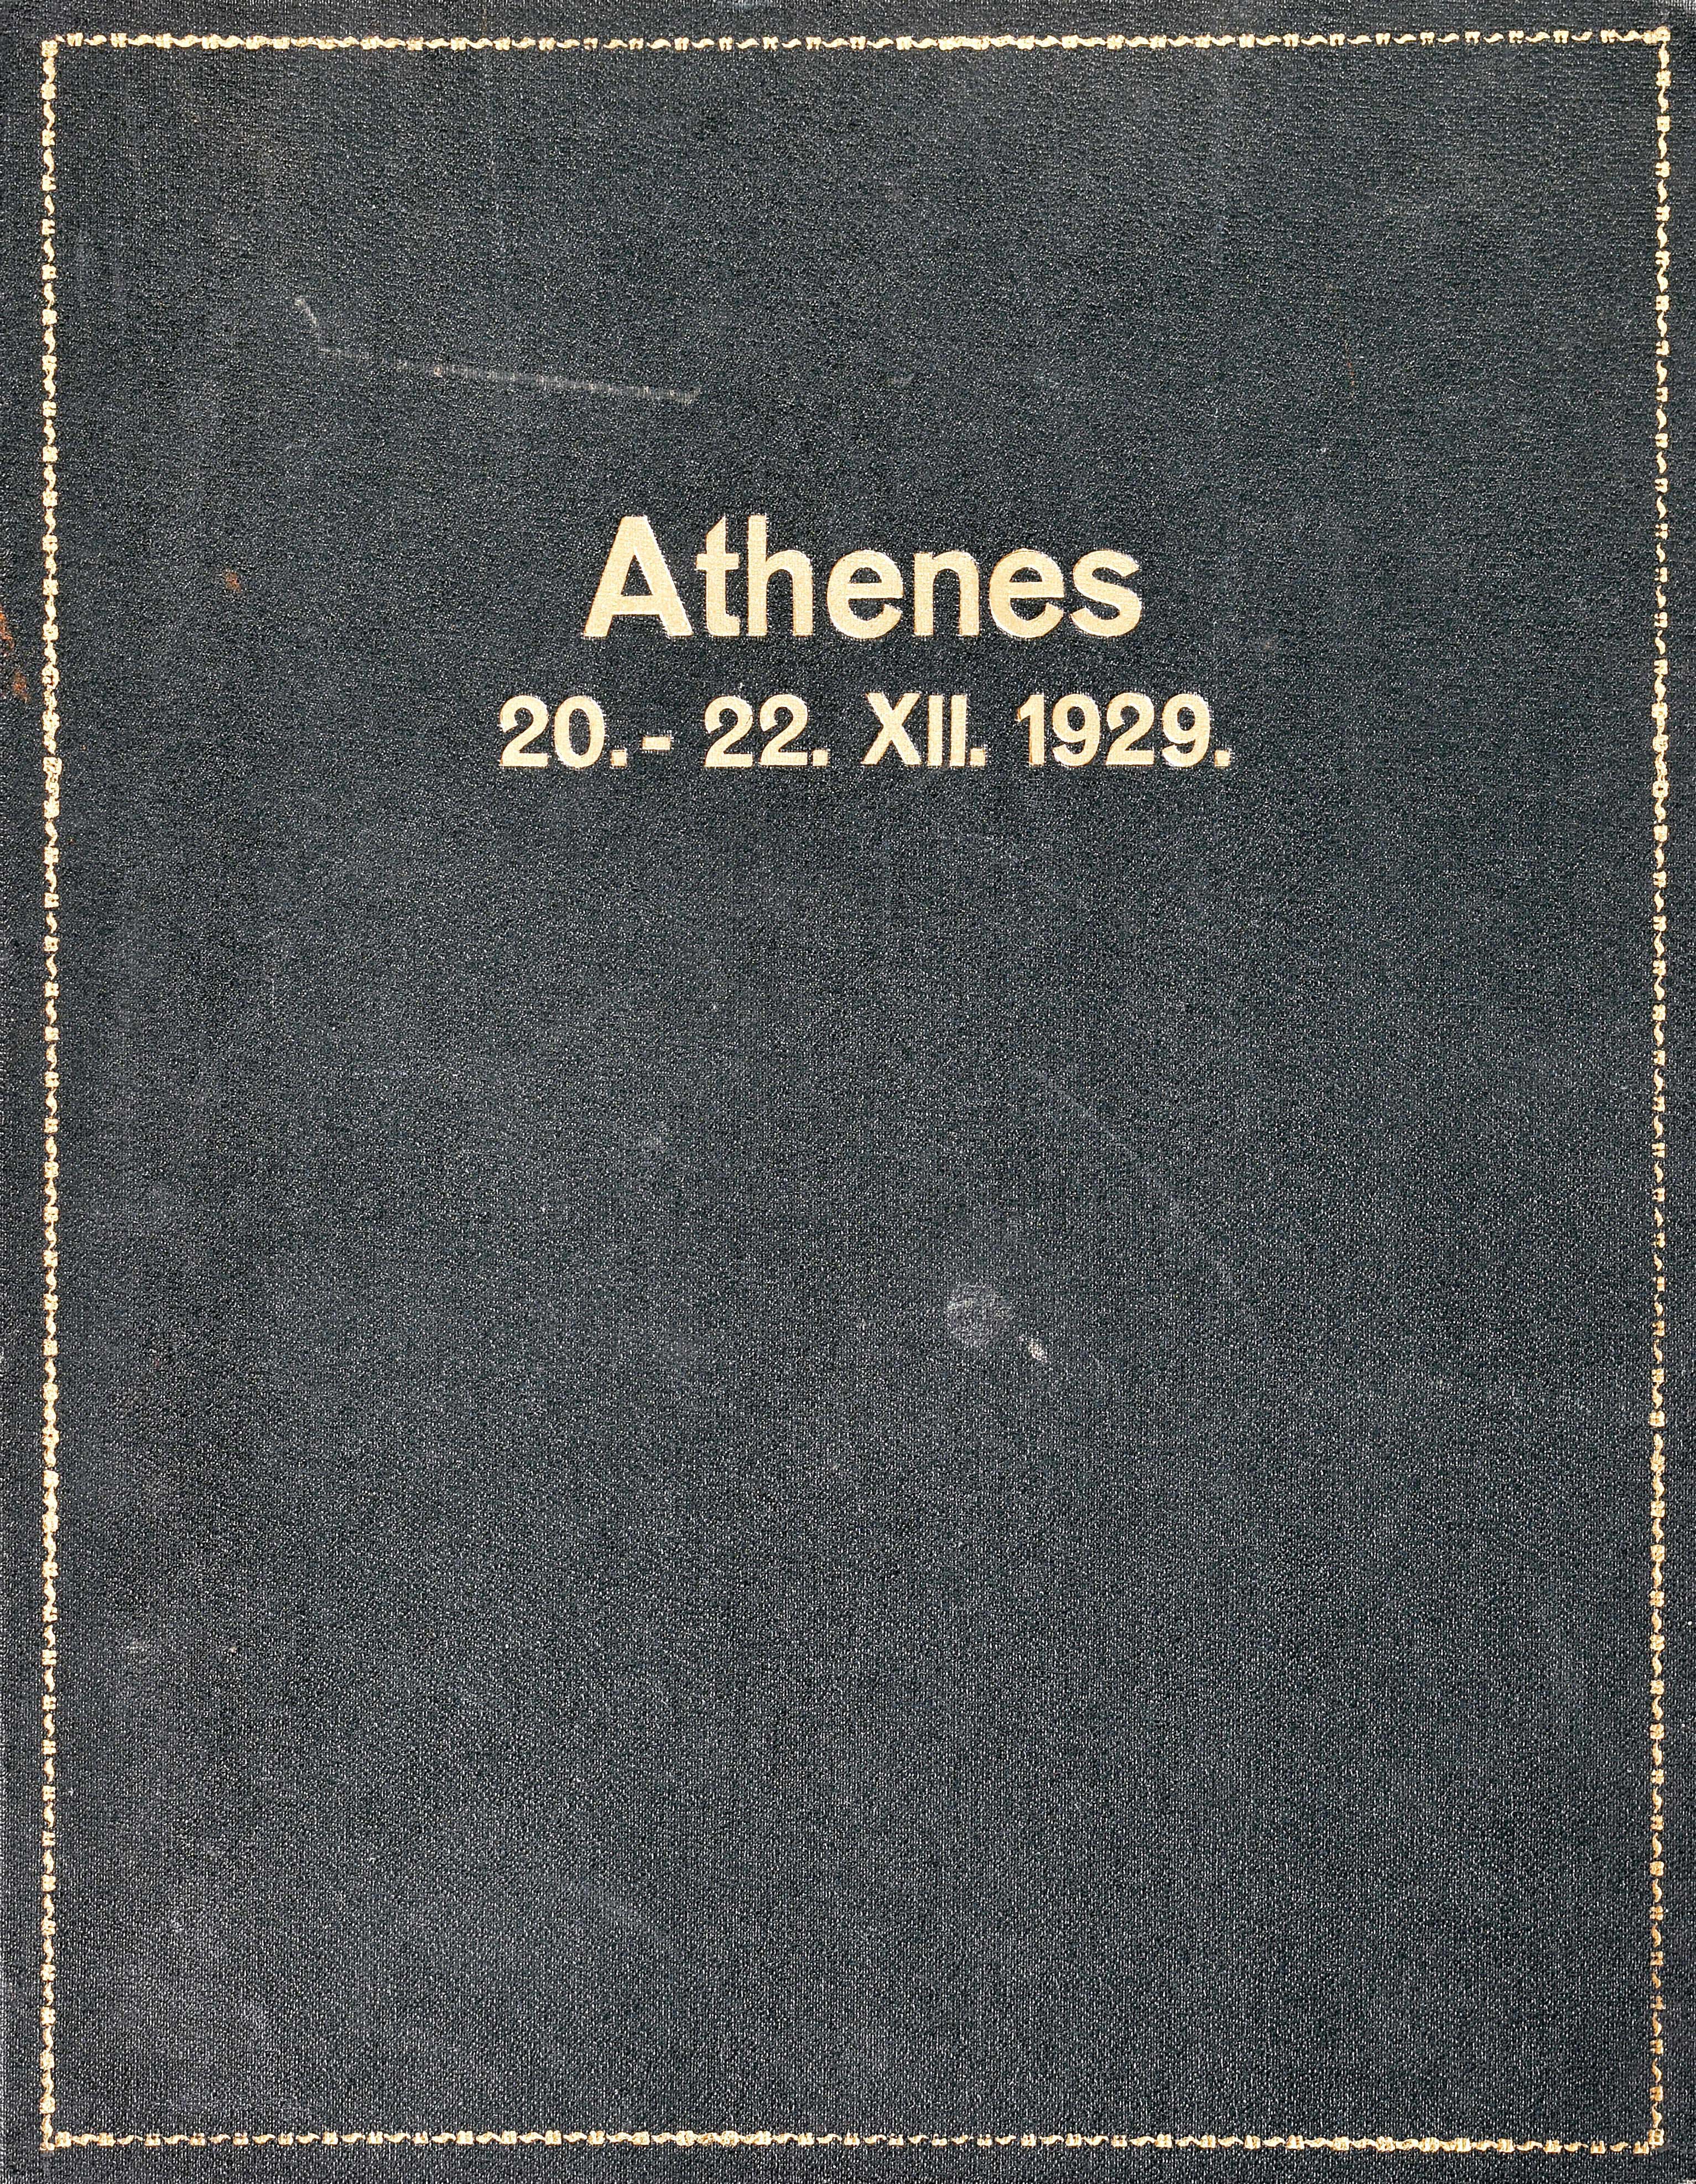 Athenes
20.- 22. XII. 1929.